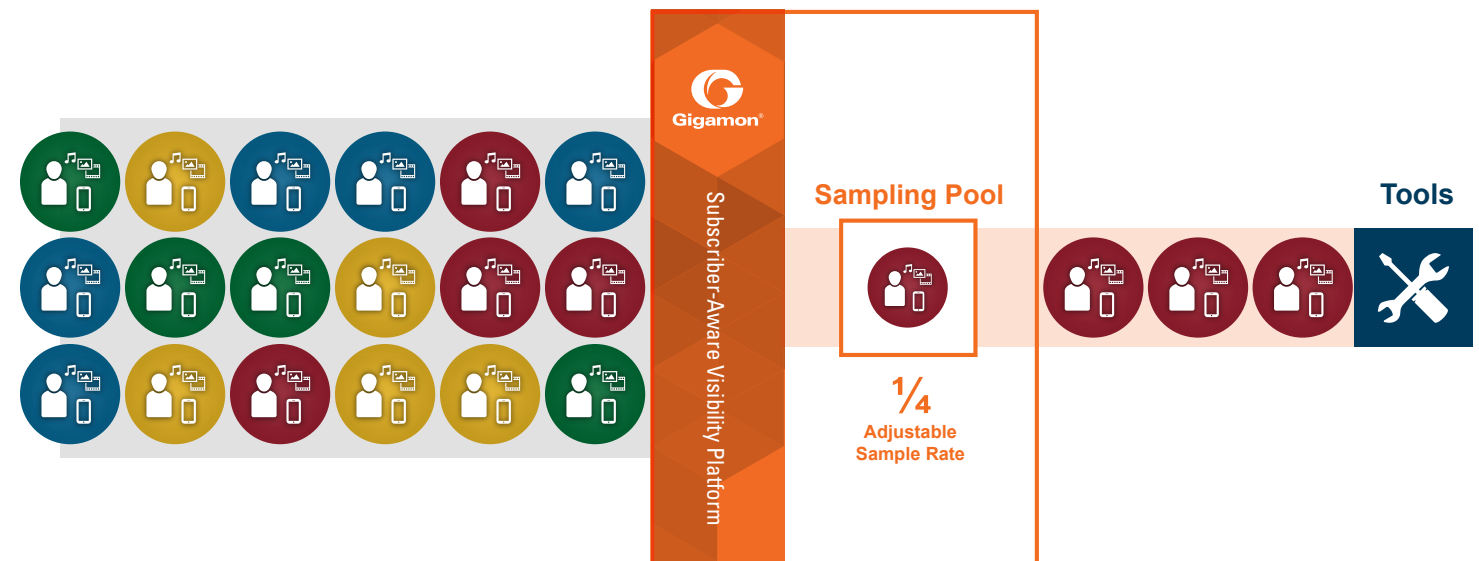 Gigamon®
Subscriber-Aware Visibility Platform
Sampling Pool
¼
Adjustable
Sample Rate
Tools